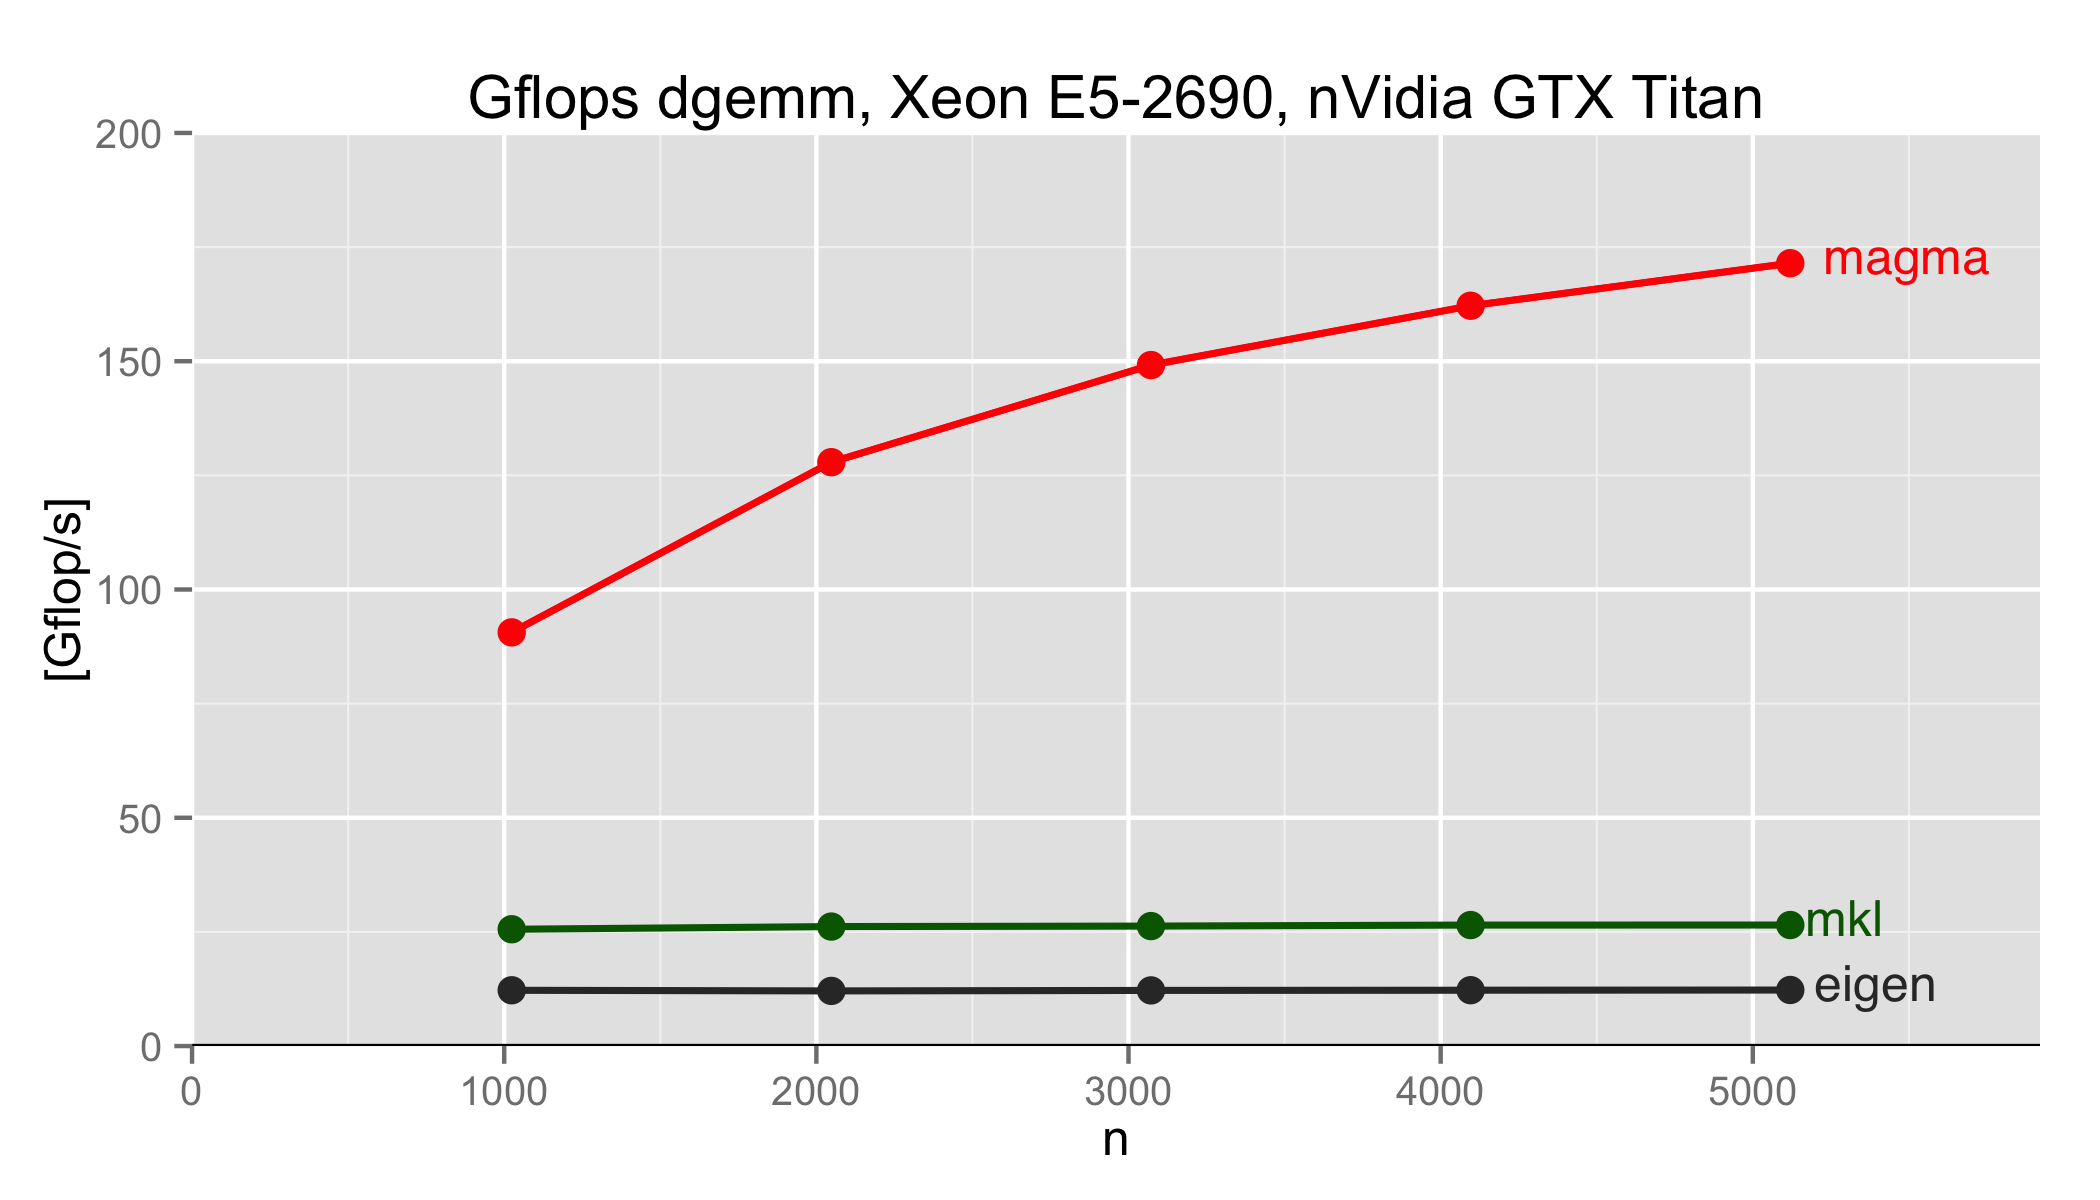 Gflops dgemm, Xeon E5-2690, nVidia GTX Titan
200
150
100
50
0
[Gflop/s]
magma
mkl
eigen
0 1000 2000 3000 4000 5000
n